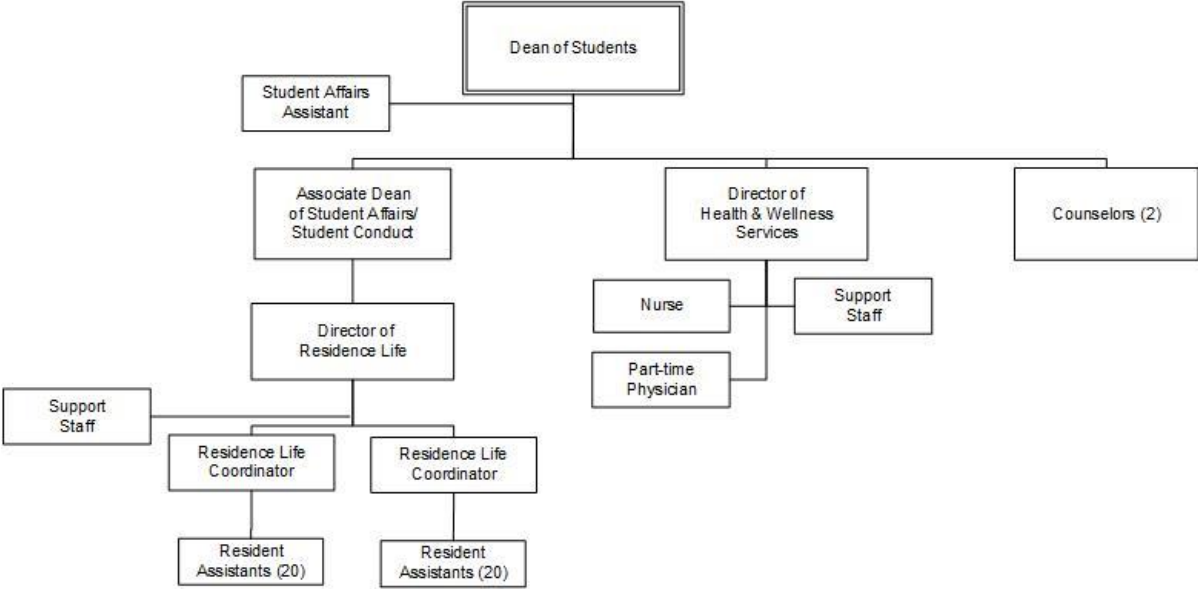 Dean of Students
Student Affairs
Assistant
Associate Dean
of Student Affairs/
Student Conduct
Director of
Health & Wellness
Services
Counselors (2)
Director of
Residence Life
Nurse
Support
Staff
Part-time
Physician
Support
Staff
Residence Life
Coordinator
Residence Life
Coordinator
Resident
Assistants (20)
Resident
Assistants (20)